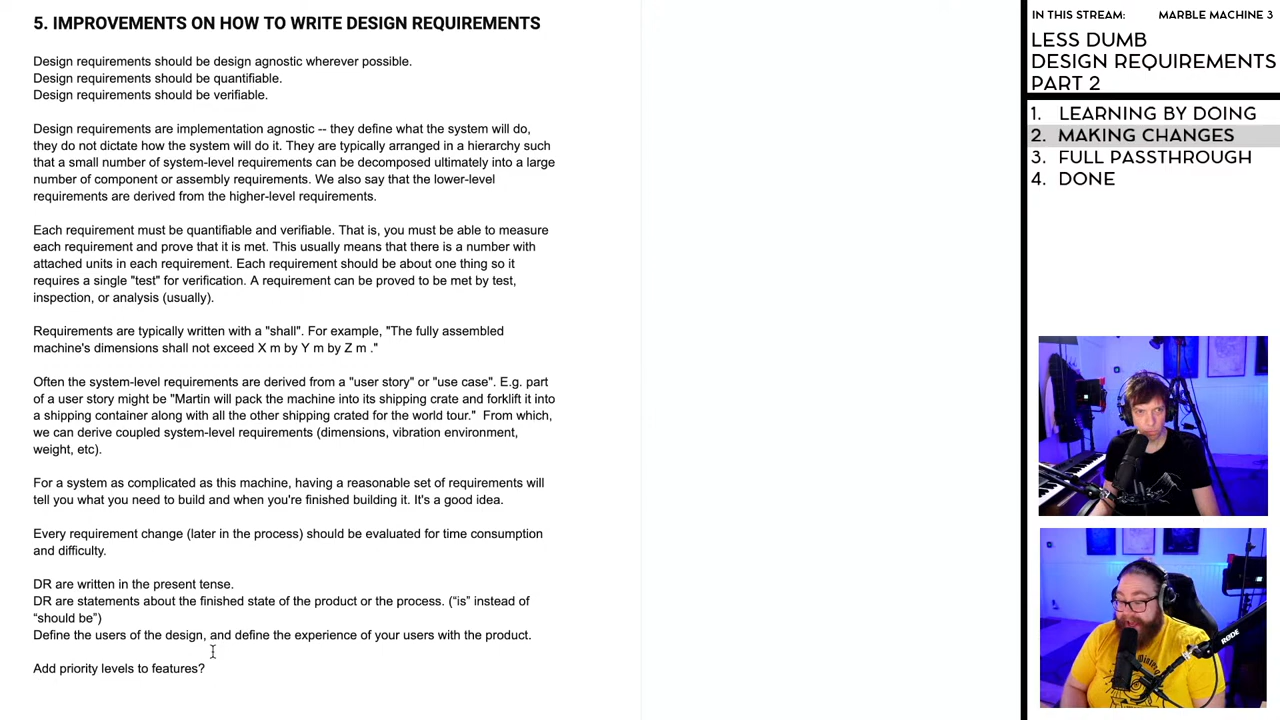 5. IMPROVEMENTS ON HOW TO WRITE DESIGN REQUIREMENTS
Design requirements should be design agnostic wherever possible.
Design requirements should be quantifiable.
Design requirements should be verifiable.
Design requirements are implementation agnostic -- they define what the system will do,
they do not dictate how the system will do it. They are typically arranged in a hierarchy such
that a small number of system-level requirements can be decomposed ultimately into a large
number of component or assembly requirements. We also say that the lower-level
requirements are derived from the higher-level requirements.
Each requirement must be quantifiable and verifiable. That is, you must be able to measure
each requirement and prove that it is met. This usually means that there is a number with
attached units in each requirement. Each requirement should be about one thing so it
requires a single "test" for verification. A requirement can be proved to be met by test,
inspection, or analysis (usually).
Requirements are typically written with a "shall". For example, "The fully assembled
machine's dimensions shall not exceed X m by Y m by Z m ."
Often the system-level requirements are derived from a "user story" or "use case". E.g. part
of a user story might be "Martin will pack the machine into its shipping crate and forklift it into
a shipping container along with all the other shipping crated for the world tour."  From which,
we can derive coupled system-level requirements (dimensions, vibration environment,
weight, etc).
For a system as complicated as this machine, having a reasonable set of requirements will
tell you what you need to build and when you're finished building it. It's a good idea.
Every requirement change (later in the process) should be evaluated for time consumption
and difficulty.
DR are written in the present tense.
DR are statements about the finished state of the product or the process. (“is” instead of
“should be”)
Define the users of the design, and define the experience of your users with the product.
Add priority levels to features?
IN THIS STREAM: MARBLE MACHINE 3
LESS DUMB
DESIGN REQUIREMENTS
PART 2
1. LEARNING BY DOING
2. MAKING CHANGES
3. FULL PASSTHROUGH
4. DONE
RØDE